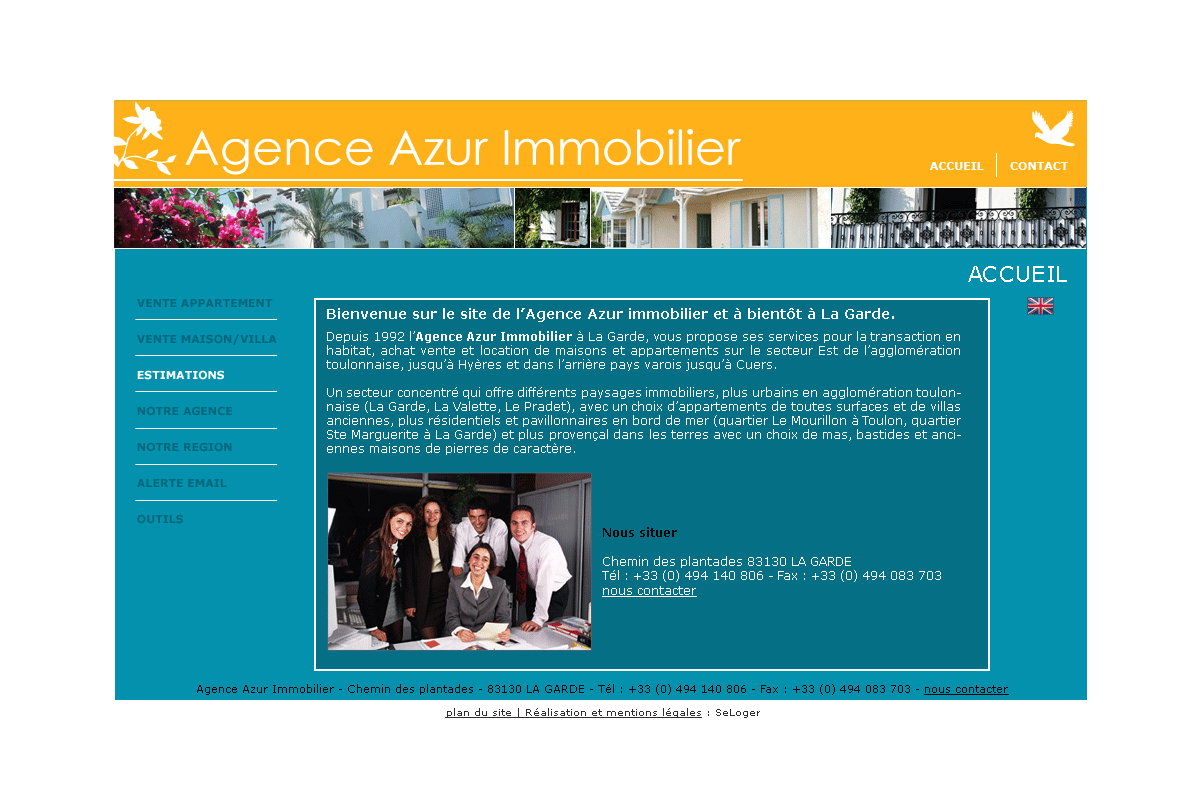 Agence Azur Immobilier
ACCUEIL
CONTACT
ACCUEIL
VENTE APPARTEMENT
VENTE MAISON/VILLA
ESTIMATIONS
NOTRE AGENCE
NOTRE REGION
ALERTE EMAIL
OUTILS
Bienvenue sur le site de l’Agence Azur immobilier et à bientôt à La Garde.
Depuis 1992 l’Agence Azur Immobilier à La Garde, vous propose ses services pour la transaction en
habitat, achat vente et location de maisons et appartements sur le secteur Est de l’agglomération
toulonnaise, jusqu’à Hyères et dans l’arrière pays varois jusqu’à Cuers.
Un secteur concentré qui offre différents paysages immobiliers, plus urbains en agglomération toulon-
naise (La Garde, La Valette, Le Pradet), avec un choix d’appartements de toutes surfaces et de villas
anciennes, plus résidentiels et pavillonnaires en bord de mer (quartier Le Mourillon à Toulon, quartier
Ste Marguerite à La Garde) et plus provençal dans les terres avec un choix de mas, bastides et anci-
ennes maisons de pierres de caractère.
Nous situer
Chemin des plantades 83130 LA GARDE
Tél : +33 (0) 494 140 806 - Fax : +33 (0) 494 083 703
nous contacter
Agence Azur Immobilier - Chemin des plantades - 83130 LA GARDE - Tél : +33 (0) 494 140 806 - Fax : +33 (0) 494 083 703 - nous contacter
plan du site | Réalisation et mentions légales : SeLoger